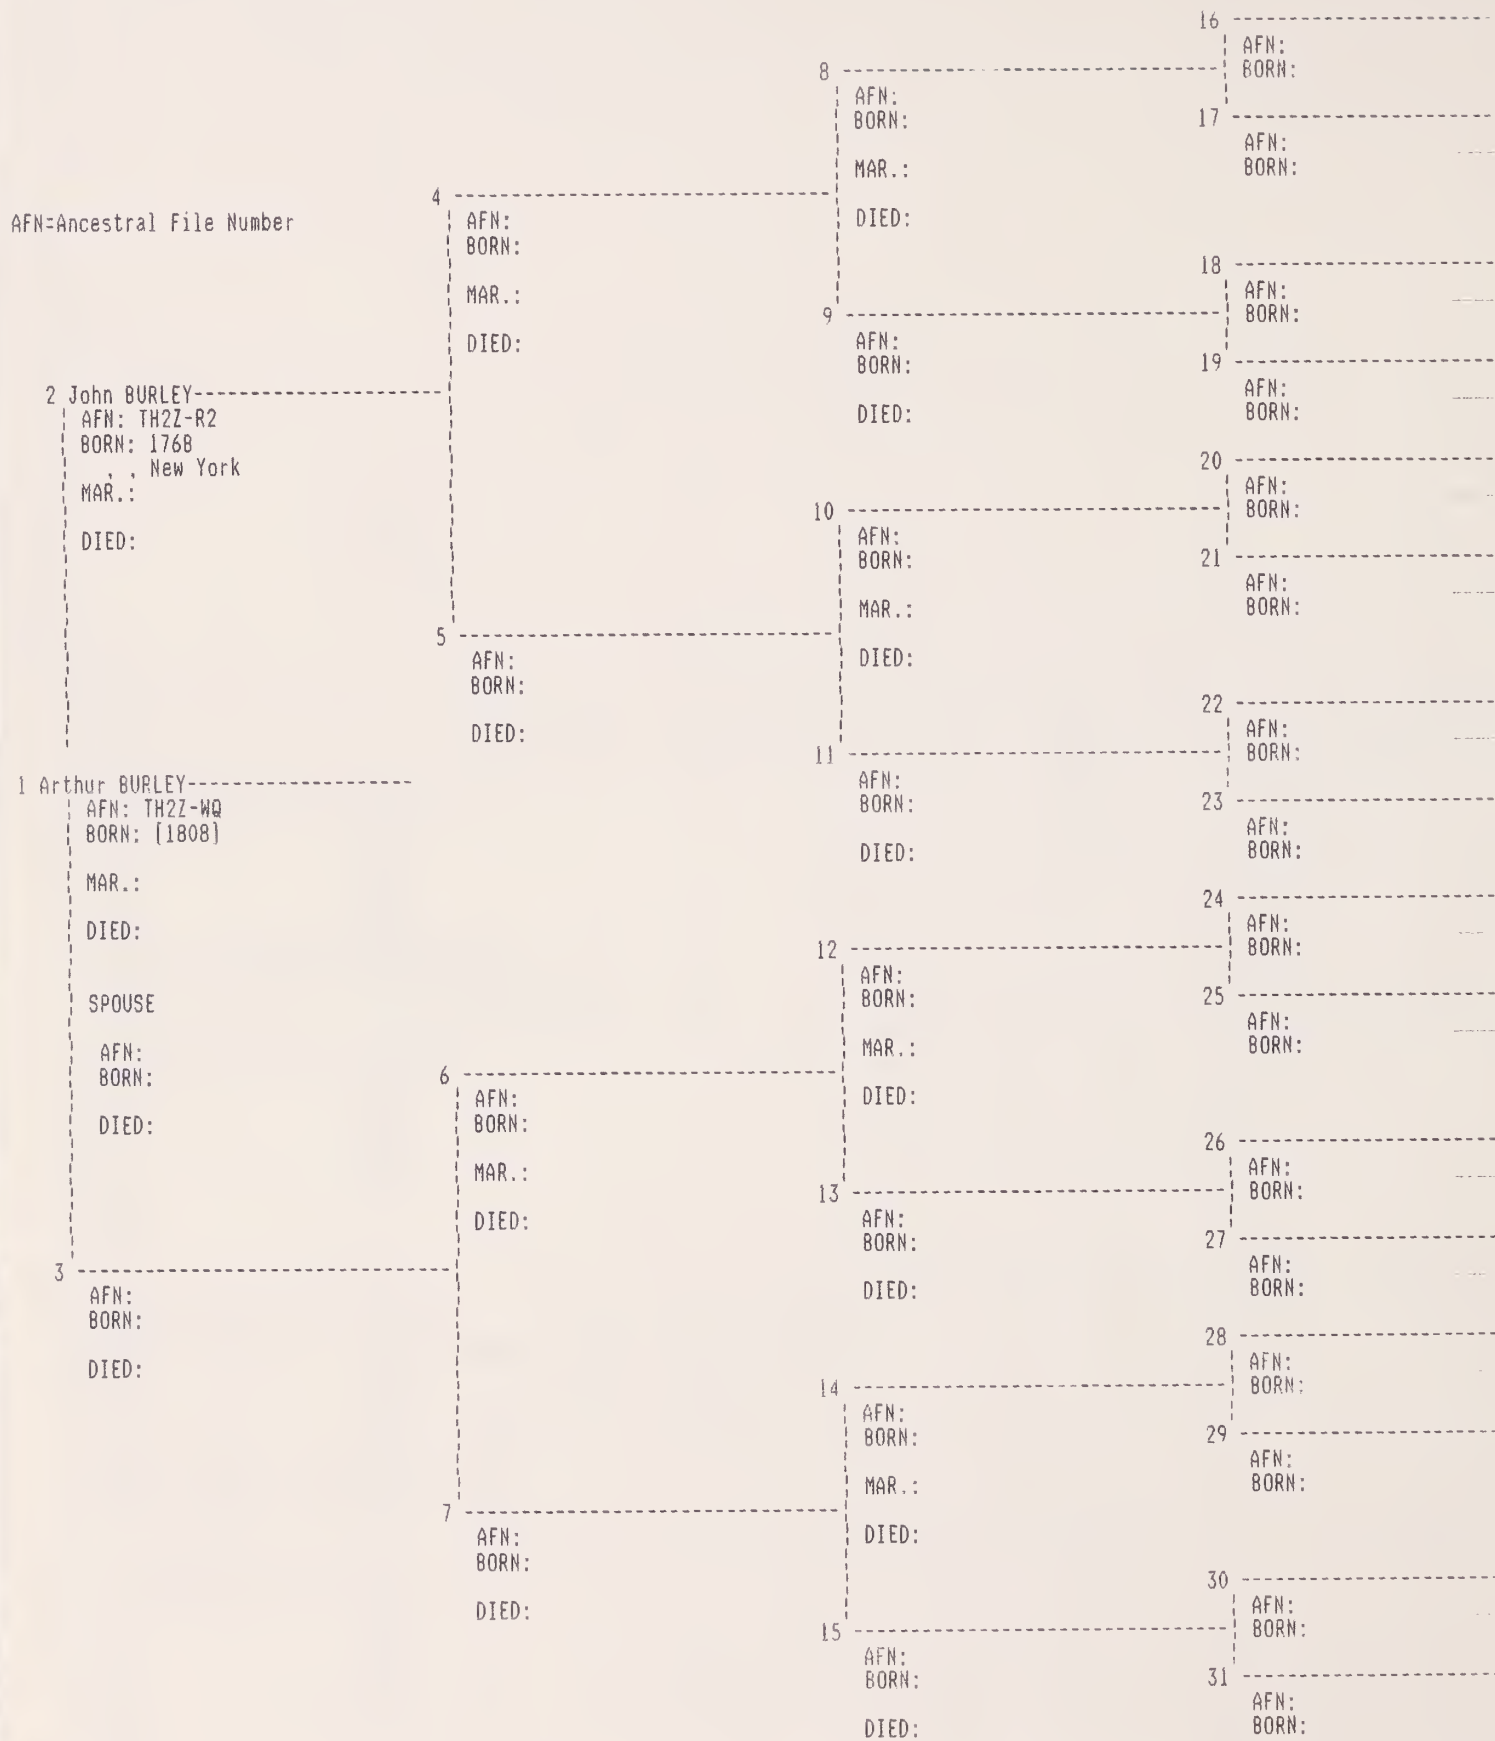 AFN=Ancestral File Number
2 John BURLEY
AFN: TH2Z-R2
BORN: 1768
, , New York
MAR.:
DIED:
1 Arthur BURLEY
AFN: TH2Z-WQ
BORN: [1808]
MAR.:
DIED:
SPOUSE
AFN:
BORN:
DIED:
3
AFN:
BORN:
DIED:
4
AFN:
BORN:
MAR.:
DIED:
5
AFN:
BORN:
DIED:
6
AFN:
BORN:
MAR.:
DIED:
7
AFN:
BORN:
DIED:
8
AFN:
BORN:
MAR.:
DIED:
9
AFN:
BORN:
DIED:
10
AFN:
BORN:
MAR.:
DIED:
11
AFN:
BORN:
DIED:
12
AFN:
BORN:
MAR.:
DIED:
13
AFN:
BORN:
DIED:
14
AFN:
BORN:
MAR.:
DIED:
15
AFN:
BORN:
DIED:
16
AFN:
BORN:
17
AFN:
BORN:
18
AFN:
BORN:
19
AFN:
BORN:
20
AFN:
BORN:
21
AFN:
BORN:
22
AFN:
BORN:
23
AFN:
BORN:
24
AFN:
BORN:
25
AFN:
BORN:
26
AFN:
BORN:
27
AFN:
BORN:
28
AFN:
BORN:
29
AFN:
BORN:
30
AFN:
BORN:
31
AFN:
BORN: